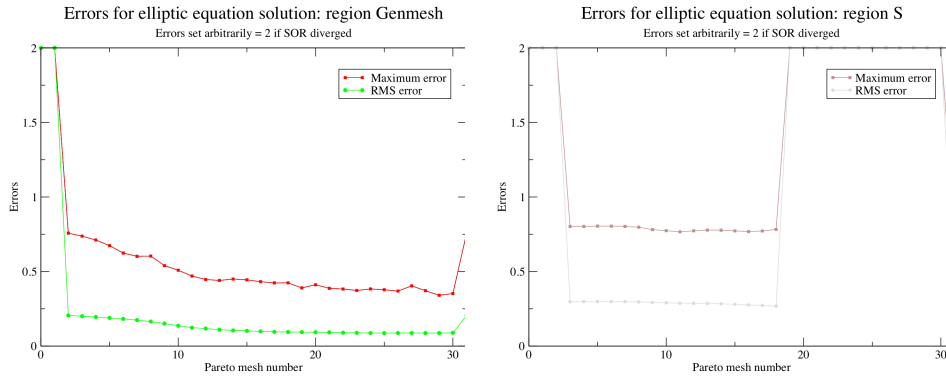 Errors for elliptic equation solution: region Genmesh
Errors set arbitrarily = 2 if SOR diverged
Maximum error
RMS error
Errors
2
1.5
1
0.5
0
0
10
20
30
Pareto mesh number
Errors for elliptic equation solution: region S
Errors set arbitrarily = 2 if SOR diverged
Maximum error
RMS error
Errors
2
1.5
1
0.5
0
0
10
20
30
Pareto mesh number